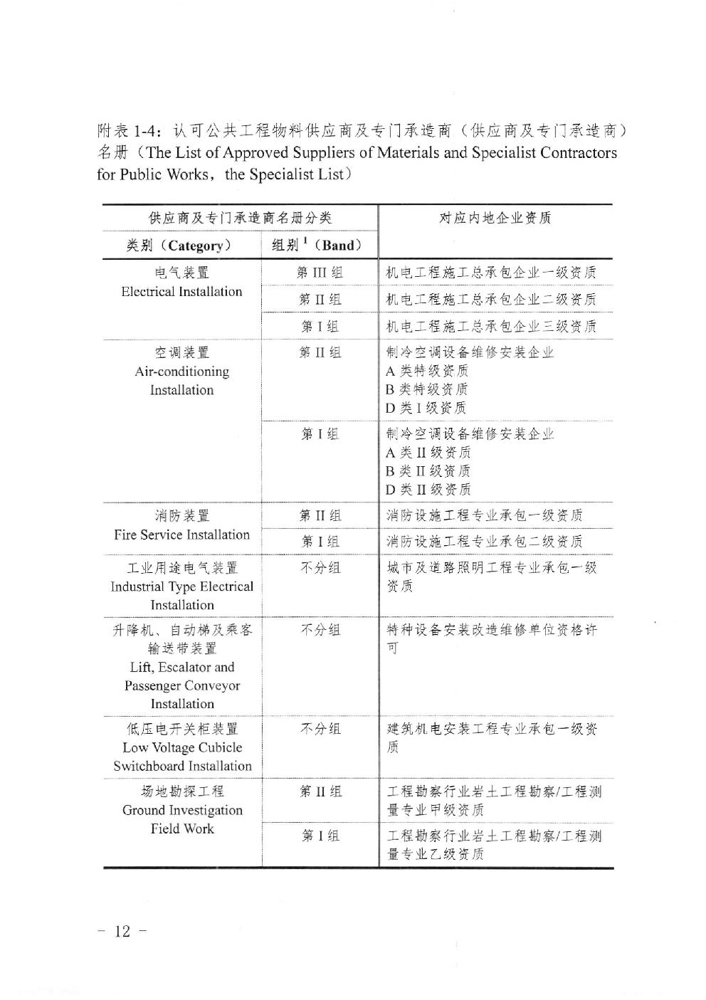 附表 1-4：认可公共工程物料供应商及专门承造商（供应商及专门承造商）
名册（The List of Approved Suppliers of Materials and Specialist Contractors
for Public Works，the Specialist List）
供应商及专门承造商名册分类
对应内地企业资质
类别（Category）
组别 1（Band）
电气装置
Electrical Installation
第 III 组
机电工程施工总承包企业一级资质
第 II 组
机电工程施工总承包企业二级资质
第 I 组
机电工程施工总承包企业三级资质
空调装置
Air-conditioning
Installation
第 II 组
制冷空调设备维修安装企业
A 类特级资质
B 类特级资质
D 类 I 级资质
第 I 组
制冷空调设备维修安装企业
A 类 II 级资质
B 类 II 级资质
D 类 II 级资质
消防装置
Fire Service Installation
第 II 组
消防设施工程专业承包一级资质
第 I 组
消防设施工程专业承包二级资质
工业用途电气装置
Industrial Type Electrical
Installation
不分组
城市及道路照明工程专业承包一级
资质
升降机、自动梯及乘客
输送带装置
Lift, Escalator and
Passenger Conveyor
Installation
不分组
特种设备安装改造维修单位资格许
可
低压电开关柜装置
Low Voltage Cubicle
Switchboard Installation
不分组
建筑机电安装工程专业承包一级资
质
场地勘探工程
Ground Investigation
Field Work
第 II 组
工程勘察行业岩土工程勘察/工程测
量专业甲级资质
第 I 组
工程勘察行业岩土工程勘察/工程测
量专业乙级资质
- 12 -